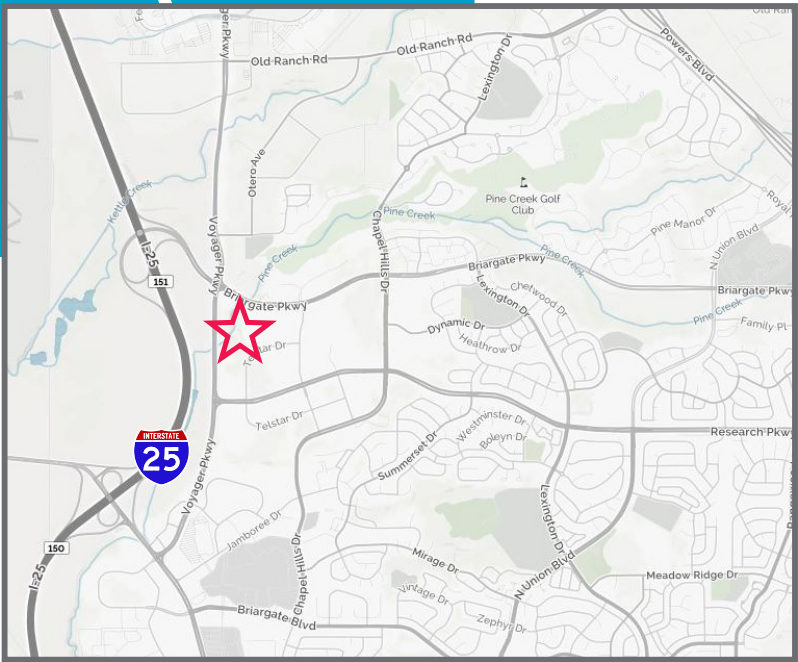 Old Ranch Rd
Old Ranch Rd
Lexington Dr
Powers Blvd
Otero Ave
Kettle Creek
Voyager Pkwy
I-25
151
Pine Creek
Chapel Hills Dr
Pine Creek
Pine Creek Golf
Club
Pine Manor Dr
N Union Blvd
Briargate Pkwy
Pine Creek
Briargate Pkwy
Briargate Pkwy
Lexington Dr
Chetwood Dr
Pine Creek
Family Pl
Dynamic Dr
Heathrow Dr
Telstar Dr
Telstar Dr
Westminster Dr
Boleyn Dr
Summerset Dr
Research Pkwy
INTERSTATE
25
Voyager Pkwy
Lexington Dr
Jamboree Dr
150
I-25
Chapel Hills Dr
Mirage Dr
N Union Blvd
Meadow Ridge Dr
Vintage Dr
Zephyr Dr
Briargate Blvd